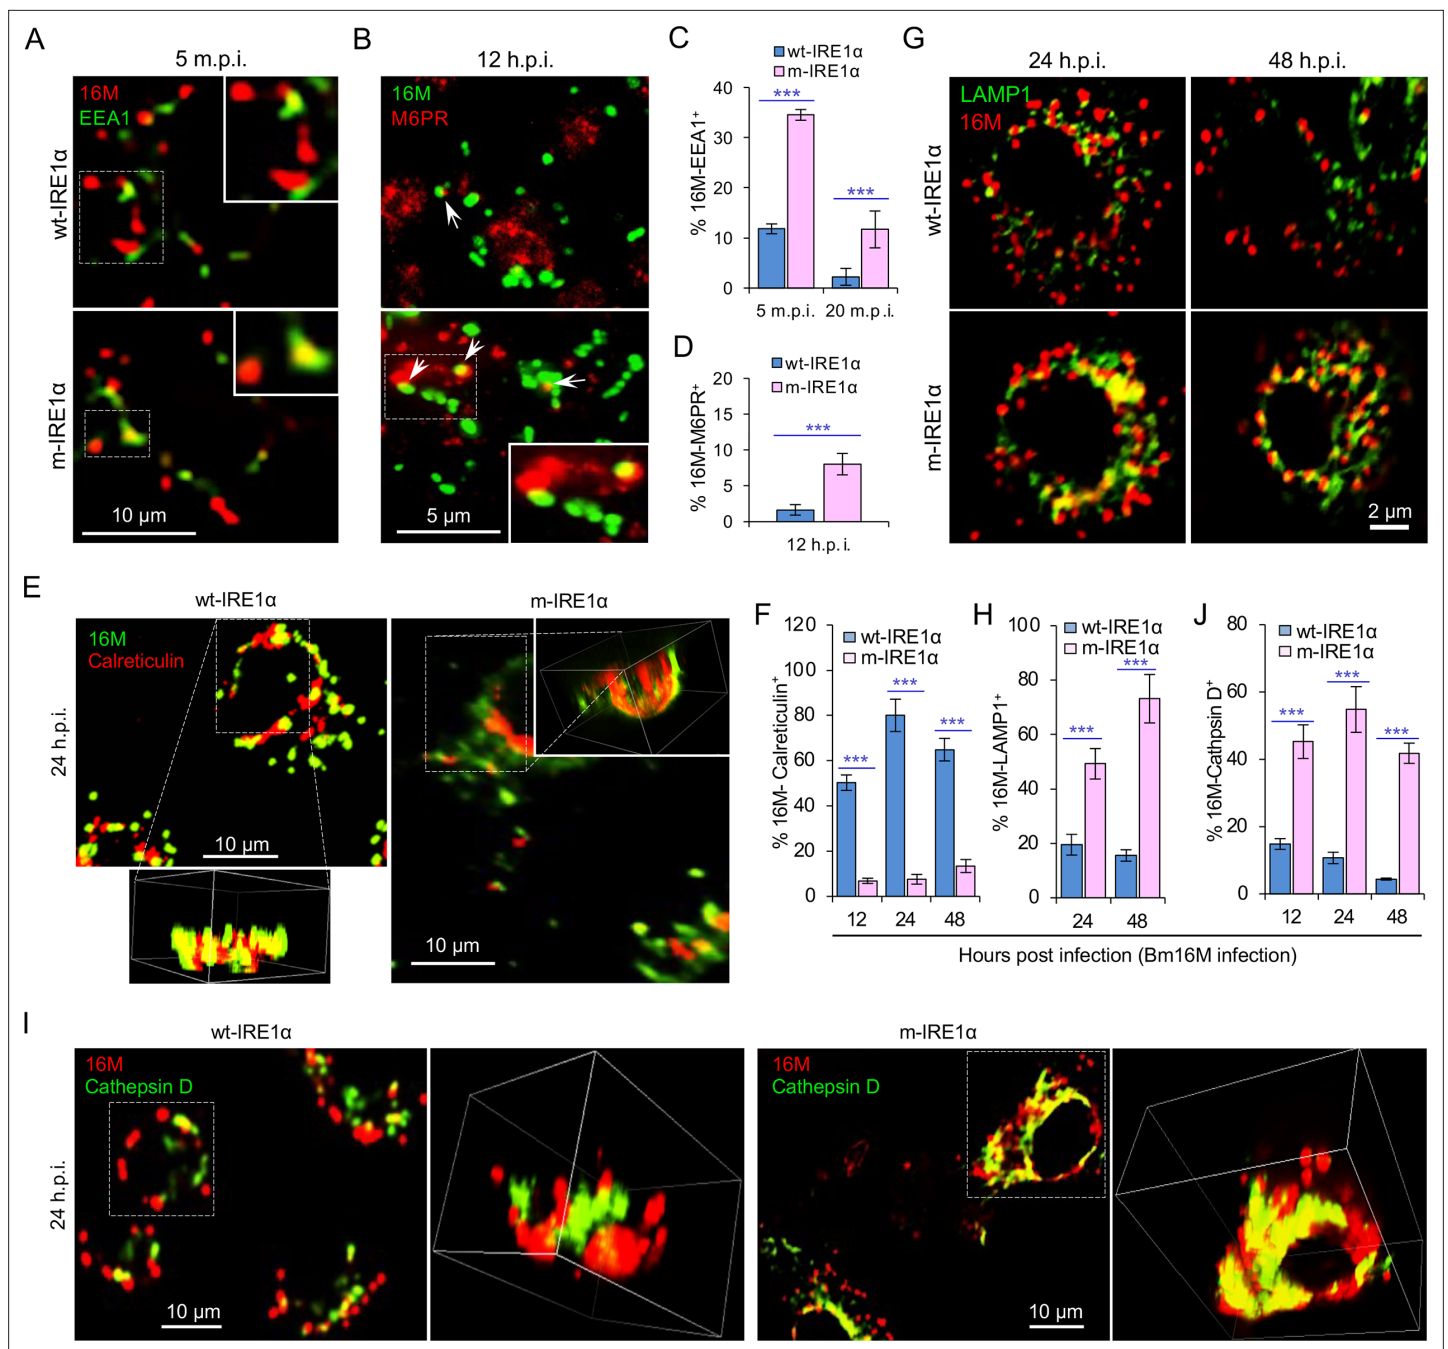 A
5 m.p.i.
16M
EEA1
wt-IRE1α
m-IRE1α
10 µm
B
12 h.p.i.
16M
M6PR
5 µm
C
wt-IRE1α
m-IRE1α
% 16M-EEA1+
40
30
20
10
0
***
***
5 m.p.i.
20 m.p.i.
D
wt-IRE1α
m-IRE1α
% 16M-M6PR+
20
15
10
5
0
***
12 h.p.i.
G
24 h.p.i.
48 h.p.i.
LAMP1
16M
wt-IRE1α
m-IRE1α
2 µm
E
wt-IRE1α
m-IRE1α
16M
Calreticulin
24 h.p.i.
10 µm
10 µm
F
wt-IRE1α
m-IRE1α
% 16M- Calreticulin+
120
100
80
60
40
20
0
***
***
***
12
24
48
H
wt-IRE1α
m-IRE1α
% 16M-LAMP1+
100
80
60
40
20
0
***
***
24
48
J
wt-IRE1α
m-IRE1α
% 16M-Cathpsin D+
80
60
40
20
0
***
***
***
12
24
48
Hours post infection (Bm16M infection)
I
wt-IRE1α
m-IRE1α
16M
Cathepsin D
24 h.p.i.
10 µm
16M
Cathepsin D
10 µm